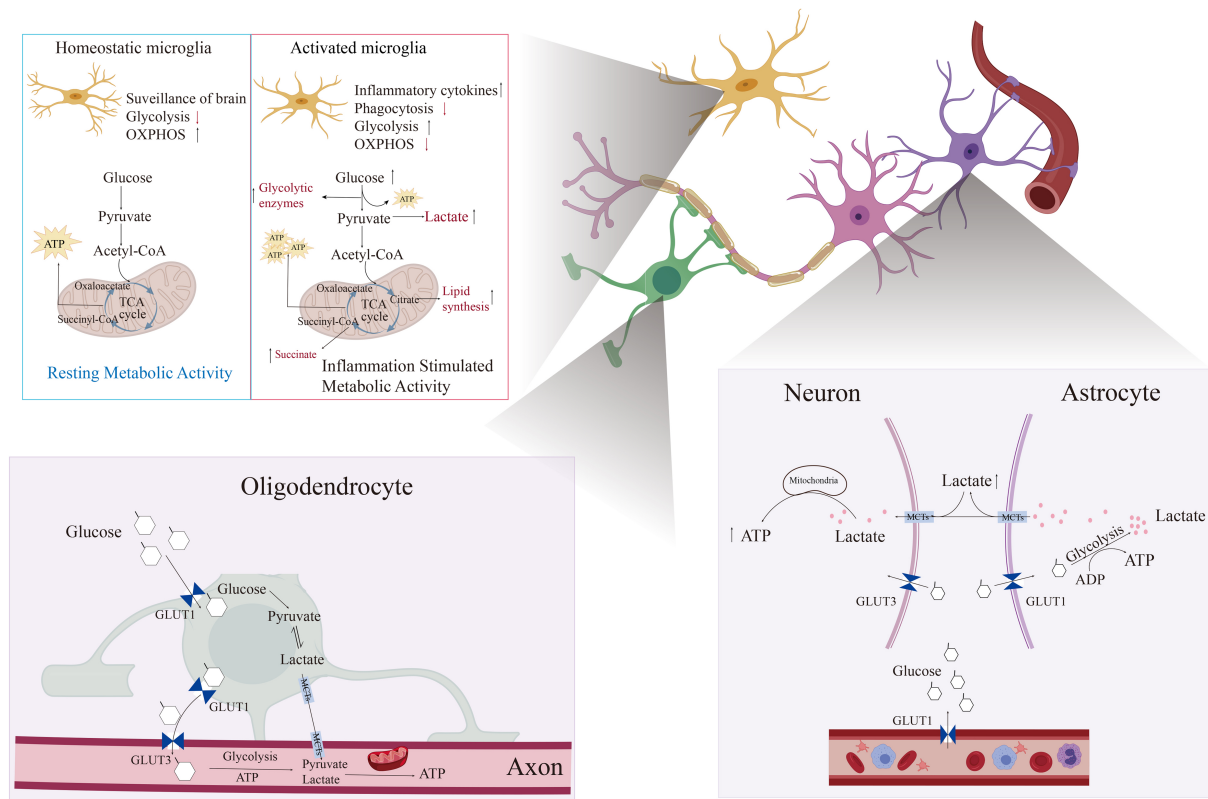 Homeostatic microglia
Suveillance of brain
Glycolysis ↓
OXPHOS ↑
Glucose
Pyruvate
Acetyl-CoA
ATP
Oxaloacetate
TCA
cycle
Succinyl-CoA
Resting Metabolic Activity
Activated microglia
Inflammatory cytokines↑
Phagocytosis ↓
Glycolysis ↑
OXPHOS ↓
Glucose ↑
↑ Glycolytic
enzymes
ATP
Pyruvate
Lactate ↑
ATP
ATP
ATP
Acetyl-CoA
Oxaloacetate
Citrate
TCA
cycle
Succinyl-CoA
Lipid
synthesis ↑
↑ Succinate
Inflammation Stimulated
Metabolic Activity
Oligodendrocyte
Glucose
GLUT1
Glucose
Pyruvate
Lactate
MCTs
GLUT1
MCTs
GLUT3
Glycolysis
ATP
Pyruvate
Lactate
ATP
Axon
Neuron
Astrocyte
Mitochondria
Lactate↑
MCTs
MCTs
↑ ATP
Lactate
Lactate
Glycolysis
ADP
ATP
GLUT3
GLUT1
Glucose
GLUT1